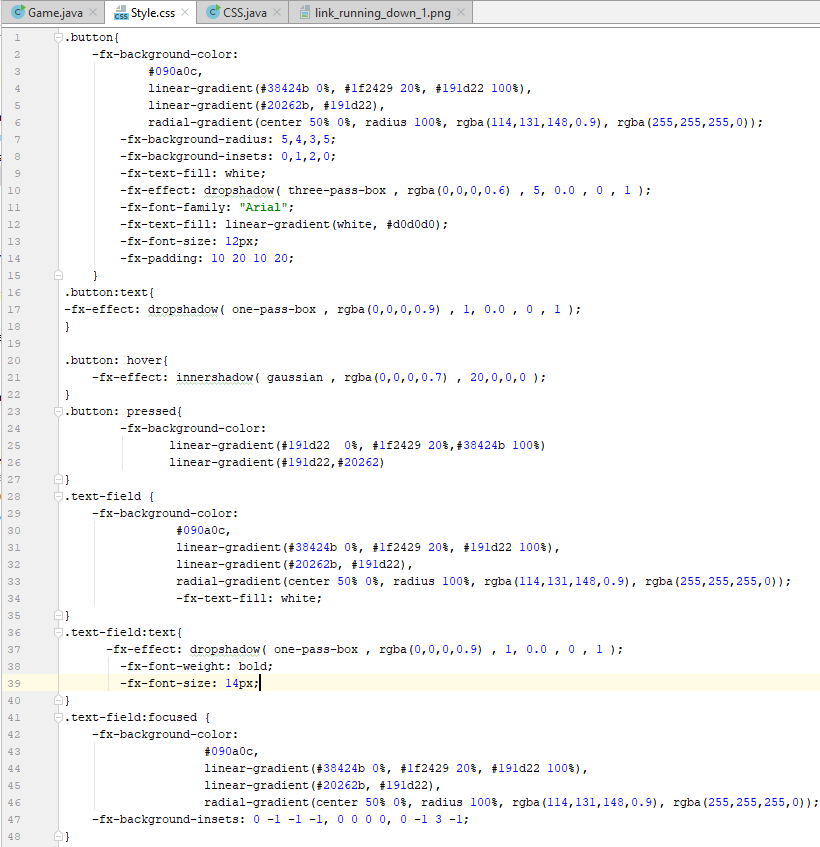 Game.java
Style.css
CSS.java
link_running_down_1.png
1 .button{
2 -fx-background-color:
3 #090a0c,
4 linear-gradient(#38424b 0%, #1f2429 20%, #191d22 100%),
5 linear-gradient(#20262b, #191d22),
6 radial-gradient(center 50% 0%, radius 100%, rgba(114,131,148,0.9), rgba(255,255,255,0));
7 -fx-background-radius: 5,4,3,5;
8 -fx-background-insets: 0,1,2,0;
9 -fx-text-fill: white;
10 -fx-effect: dropshadow( three-pass-box , rgba(0,0,0,0.6) , 5, 0.0 , 0 , 1 );
11 -fx-font-family: "Arial";
12 -fx-text-fill: linear-gradient(white, #d0d0d0);
13 -fx-font-size: 12px;
14 -fx-padding: 10 20 10 20;
15 }
16 .button:text{
17 -fx-effect: dropshadow( one-pass-box , rgba(0,0,0,0.9) , 1, 0.0 , 0 , 1 );
18 }
19
20 .button: hover{
21 -fx-effect: innershadow( gaussian , rgba(0,0,0,0.7) , 20,0,0,0 );
22 }
23 .button: pressed{
24 -fx-background-color:
25 linear-gradient(#191d22  0%, #1f2429 20%,#38424b 100%)
26 linear-gradient(#191d22,#20262)
27 }
28 .text-field {
29 -fx-background-color:
30 #090a0c,
31 linear-gradient(#38424b 0%, #1f2429 20%, #191d22 100%),
32 linear-gradient(#20262b, #191d22),
33 radial-gradient(center 50% 0%, radius 100%, rgba(114,131,148,0.9), rgba(255,255,255,0));
34 -fx-text-fill: white;
35 }
36 .text-field:text{
37 -fx-effect: dropshadow( one-pass-box , rgba(0,0,0,0.9) , 1, 0.0 , 0 , 1 );
38 -fx-font-weight: bold;
39 -fx-font-size: 14px;
40 }
41 .text-field:focused {
42 -fx-background-color:
43 #090a0c,
44 linear-gradient(#38424b 0%, #1f2429 20%, #191d22 100%),
45 linear-gradient(#20262b, #191d22),
46 radial-gradient(center 50% 0%, radius 100%, rgba(114,131,148,0.9), rgba(255,255,255,0));
47 -fx-background-insets: 0 -1 -1 -1, 0 0 0 0, 0 -1 3 -1;
48 }